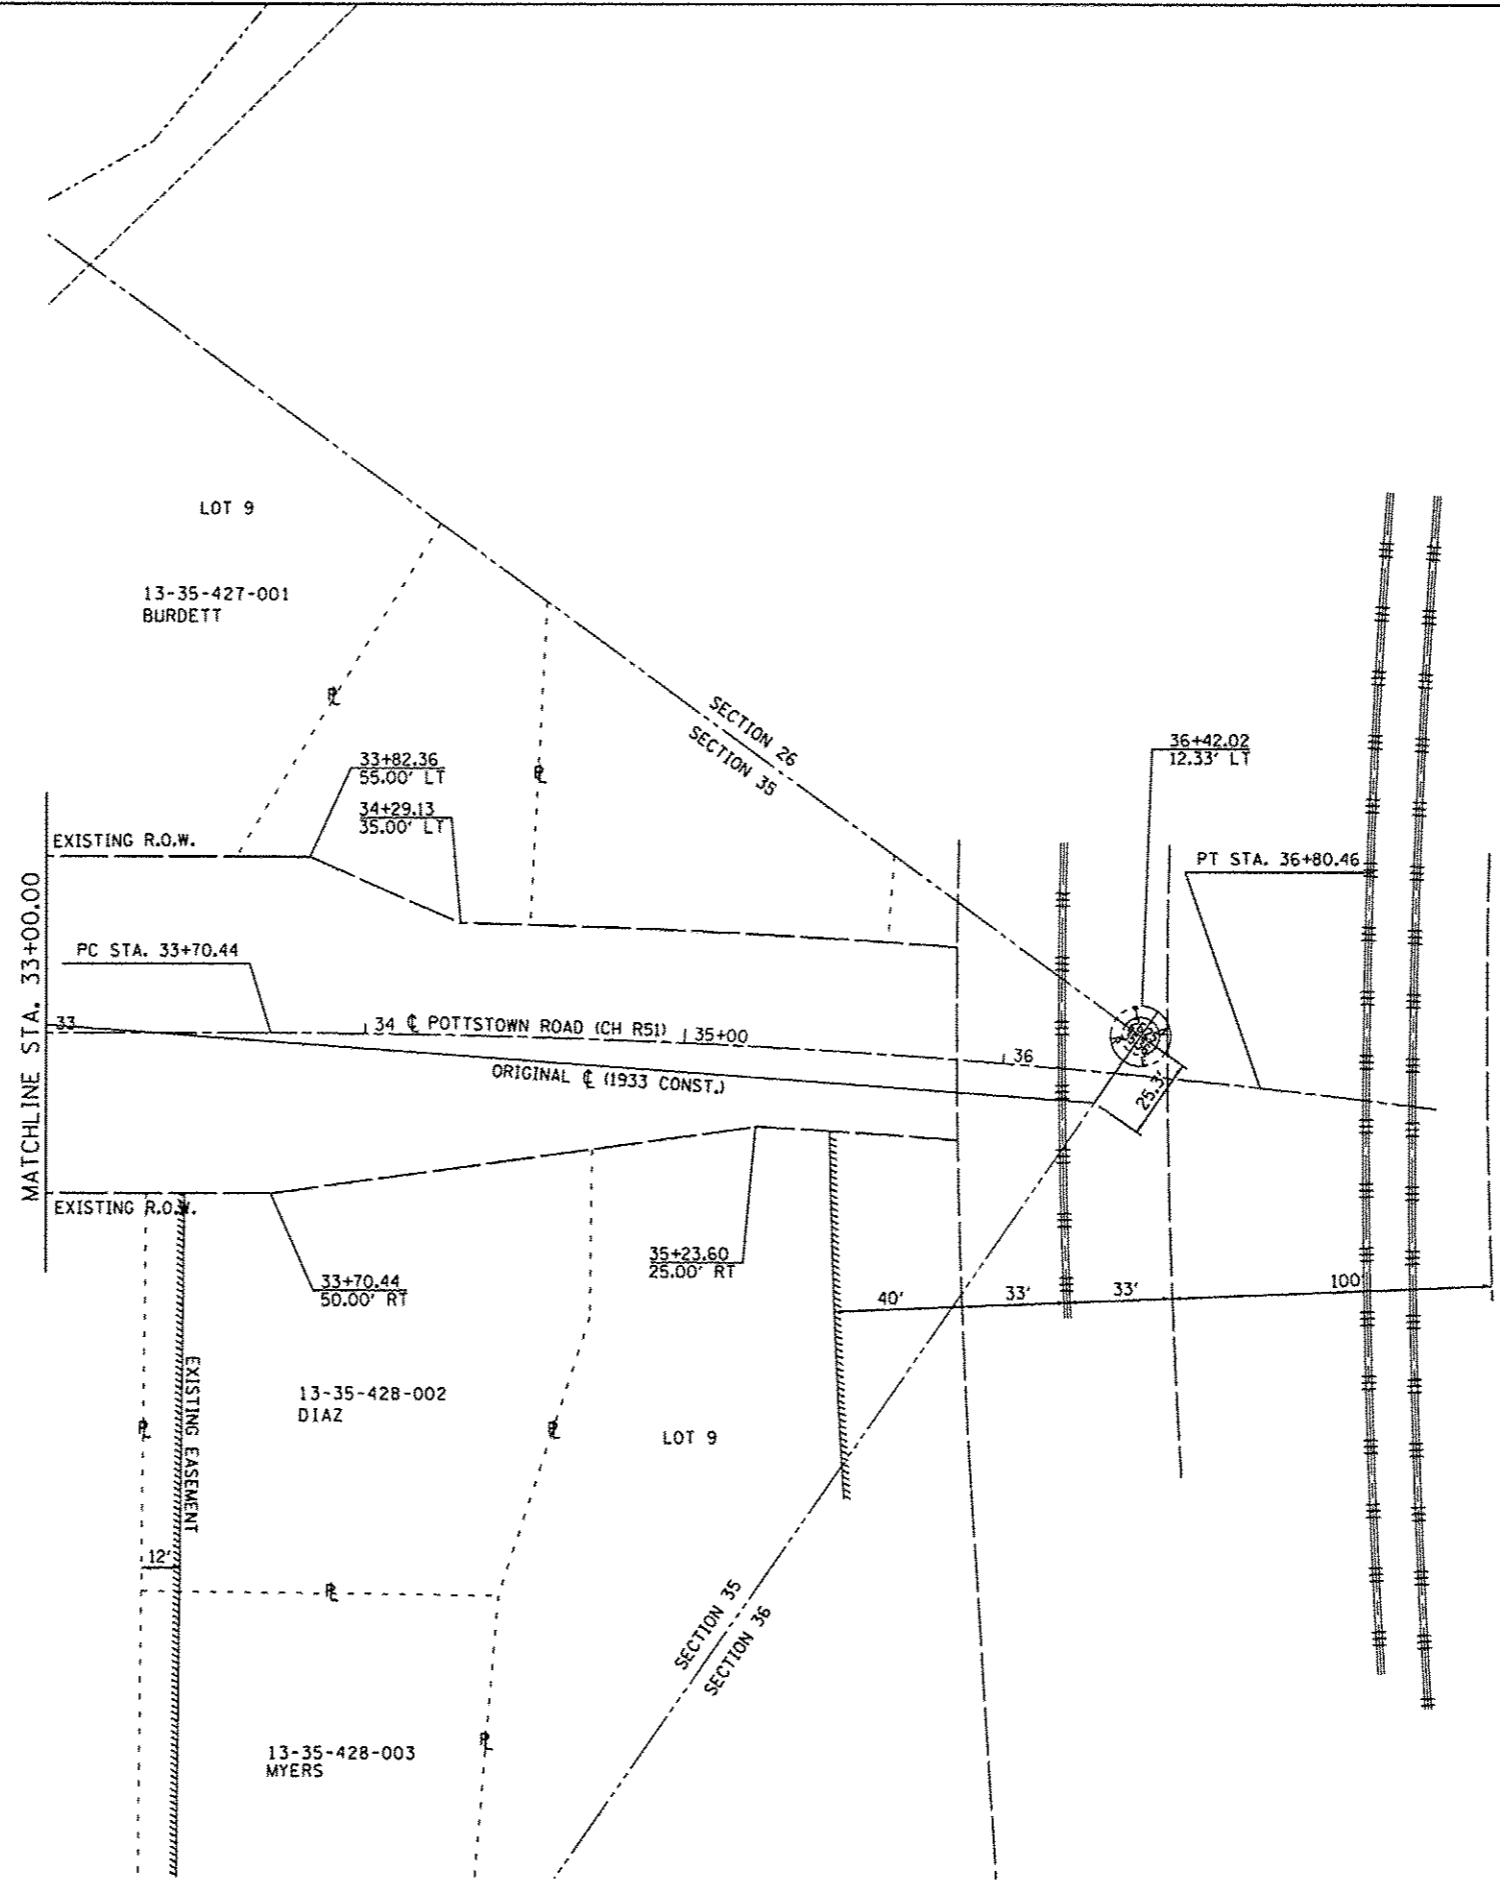 LOT 9
13-35-427-001
BURDETT
P̸L
SECTION 26
SECTION 35
33+82.36
55.00' LT
34+29.13
35.00' LT
P̸L
36+42.02
12.33' LT
EXISTING R.O.W.
PT STA. 36+80.46
MATCHLINE STA. 33+00.00
PC STA. 33+70.44
33
34 ℄ POTTSTOWN ROAD (CH R51)
35+00
36
ORIGINAL ℄ (1933 CONST.)
25.3'
EXISTING R.O.W.
35+23.60
25.00' RT
33+70.44
50.00' RT
40'
33'
33'
100'
EXISTING EASEMENT
13-35-428-002
DIAZ
P̸L
P̸L
LOT 9
12'
P̸L
SECTION 35
SECTION 36
P̸L
13-35-428-003
MYERS